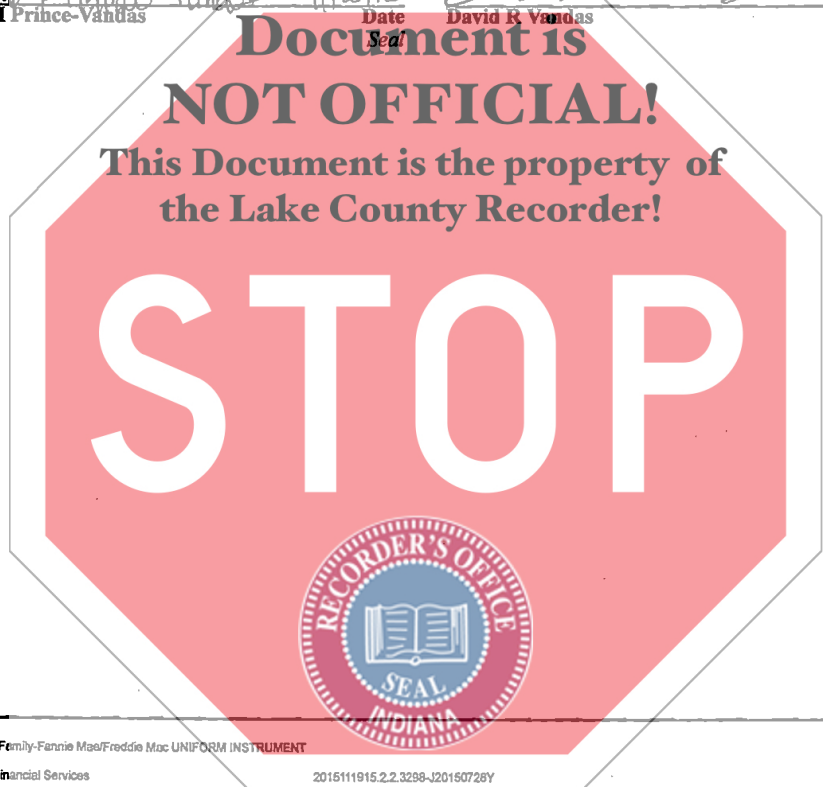 Prince-Vandas Date David R Vandas
Seal
Document is
NOT OFFICIAL!
This Document is the property of
the Lake County Recorder!
STOP
RECORDER'S OFFICE
SEAL
INDIANA
Family-Fannie Mae/Freddie Mac UNIFORM INSTRUMENT
inancial Services 2015111915.2.2.3298-J20150728Y